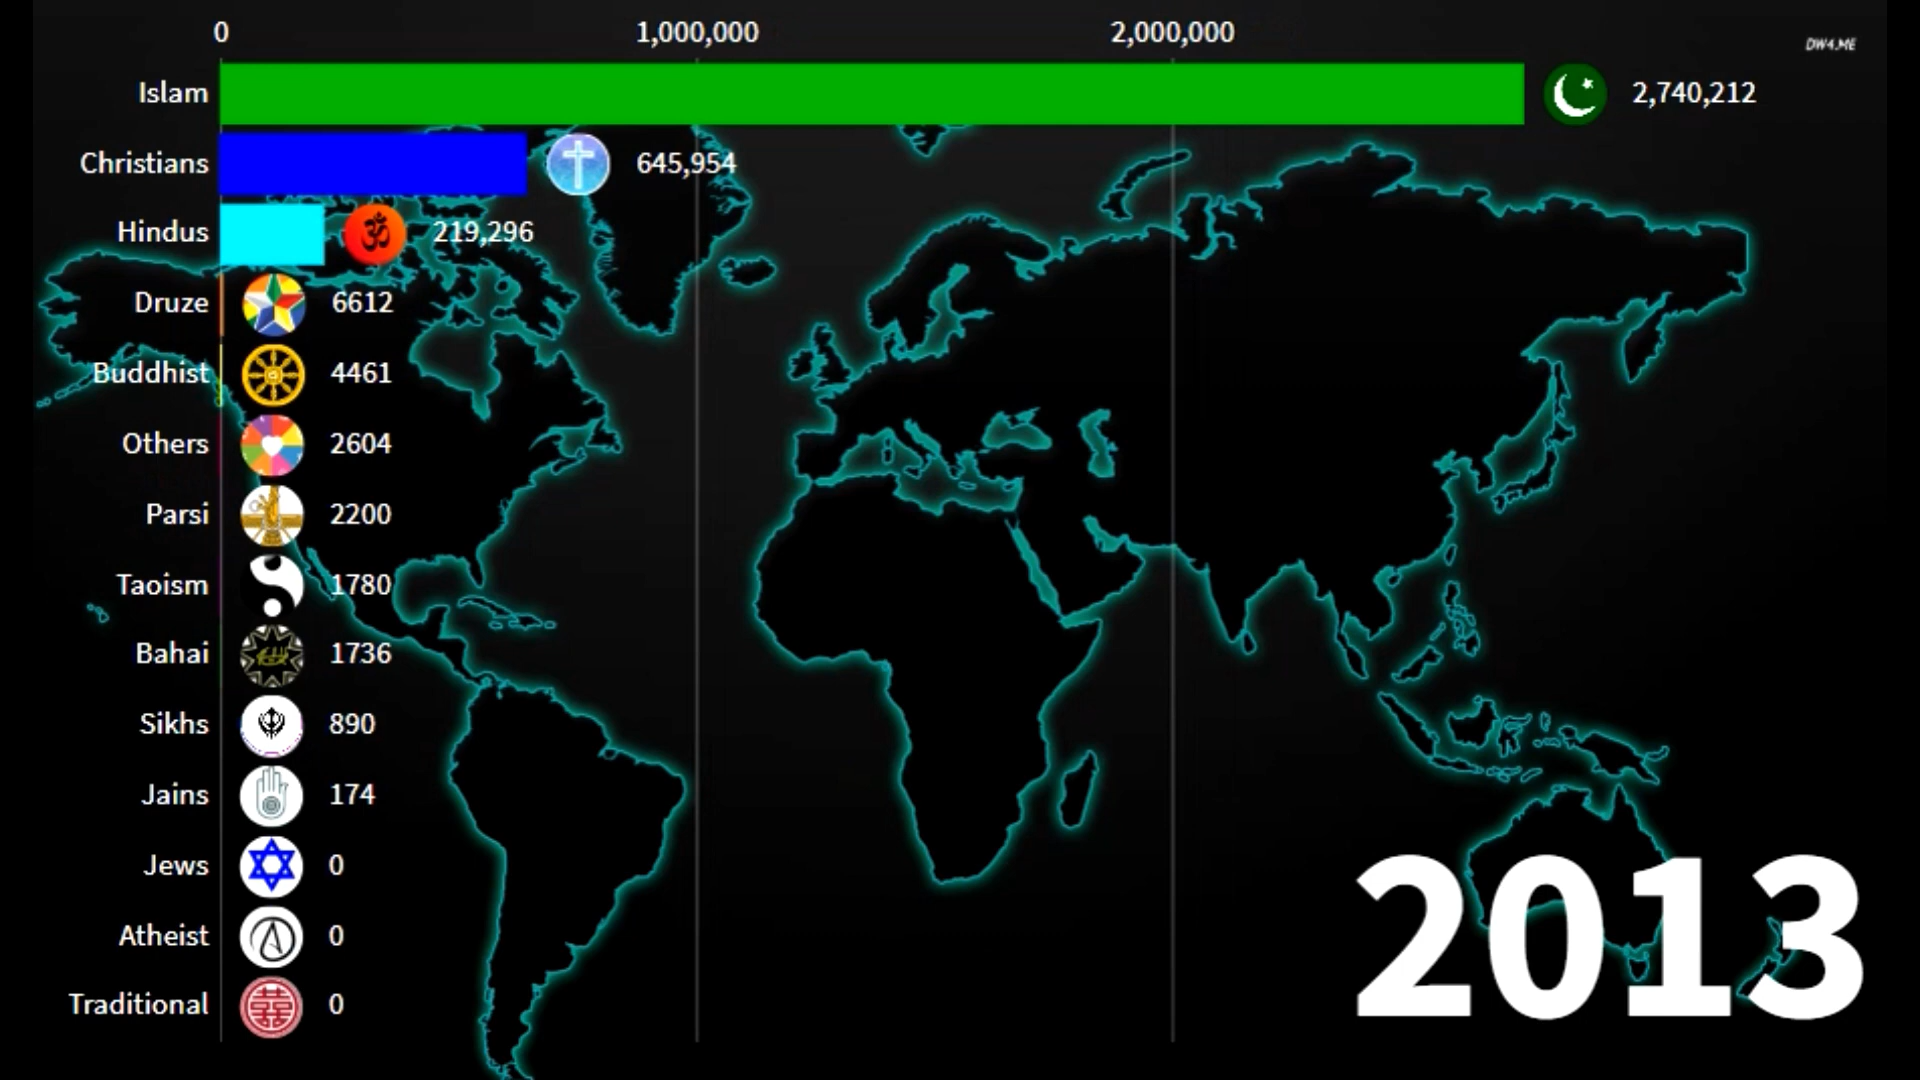 0 1,000,000 2,000,000
DW4.ME
Islam 2,740,212
Christians 645,954
Hindus 219,296
Druze 6612
Buddhist 4461
Others 2604
Parsi 2200
Taoism 1780
Bahai 1736
Sikhs 890
Jains 174
Jews 0
Atheist 0
Traditional 0
2013